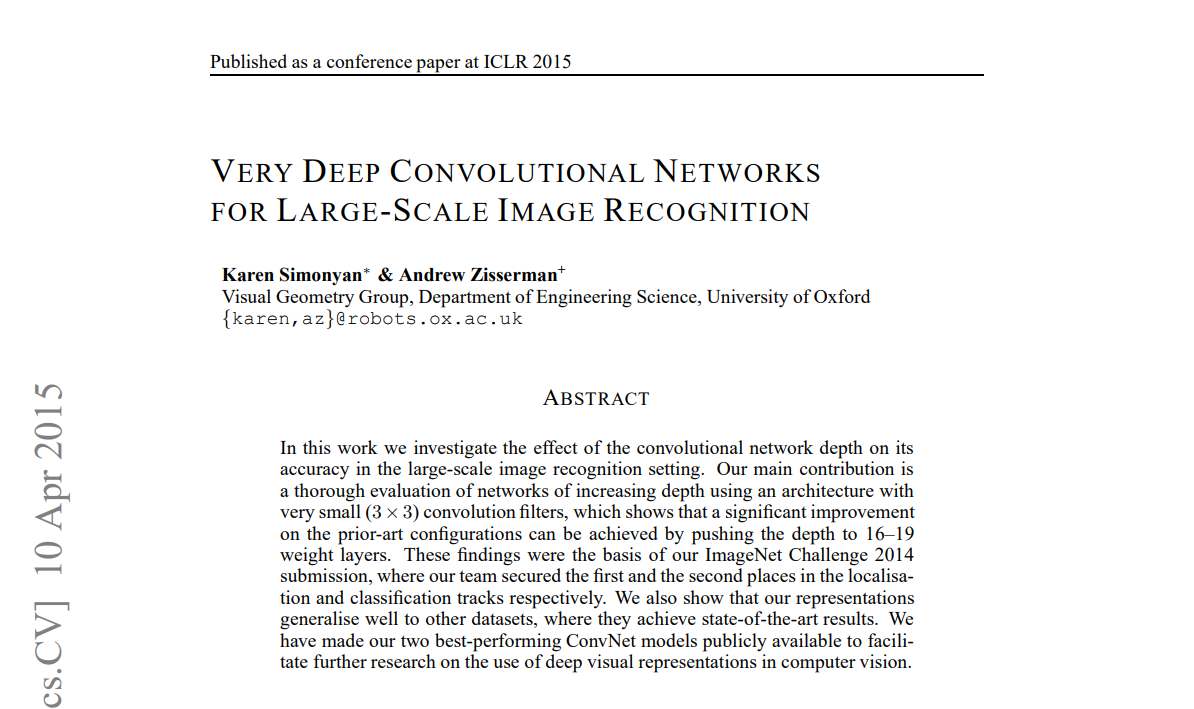 Published as a conference paper at ICLR 2015
VERY DEEP CONVOLUTIONAL NETWORKS
FOR LARGE-SCALE IMAGE RECOGNITION
Karen Simonyan* & Andrew Zisserman+
Visual Geometry Group, Department of Engineering Science, University of Oxford
{karen,az}@robots.ox.ac.uk
ABSTRACT
In this work we investigate the effect of the convolutional network depth on its
accuracy in the large-scale image recognition setting. Our main contribution is
a thorough evaluation of networks of increasing depth using an architecture with
very small (3 × 3) convolution filters, which shows that a significant improvement
on the prior-art configurations can be achieved by pushing the depth to 16–19
weight layers. These findings were the basis of our ImageNet Challenge 2014
submission, where our team secured the first and the second places in the localisa-
tion and classification tracks respectively. We also show that our representations
generalise well to other datasets, where they achieve state-of-the-art results. We
have made our two best-performing ConvNet models publicly available to facili-
tate further research on the use of deep visual representations in computer vision.
cs.CV] 10 Apr 2015